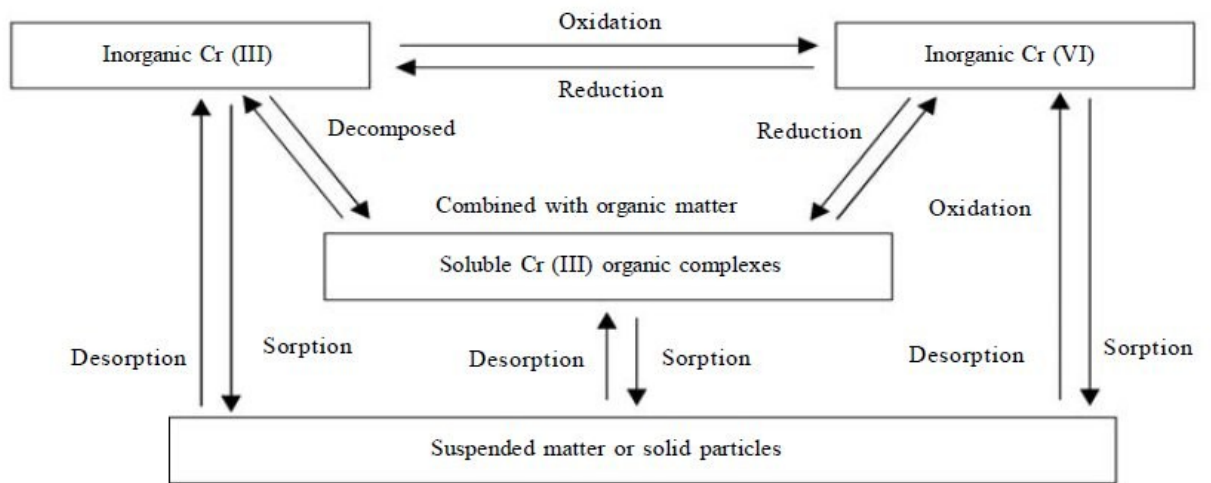 Oxidation
Inorganic Cr (III)
Inorganic Cr (VI)
Reduction
Decomposed
Reduction
Combined with organic matter
Oxidation
Soluble Cr (III) organic complexes
Desorption
Sorption
Desorption
Sorption
Desorption
Sorption
Suspended matter or solid particles